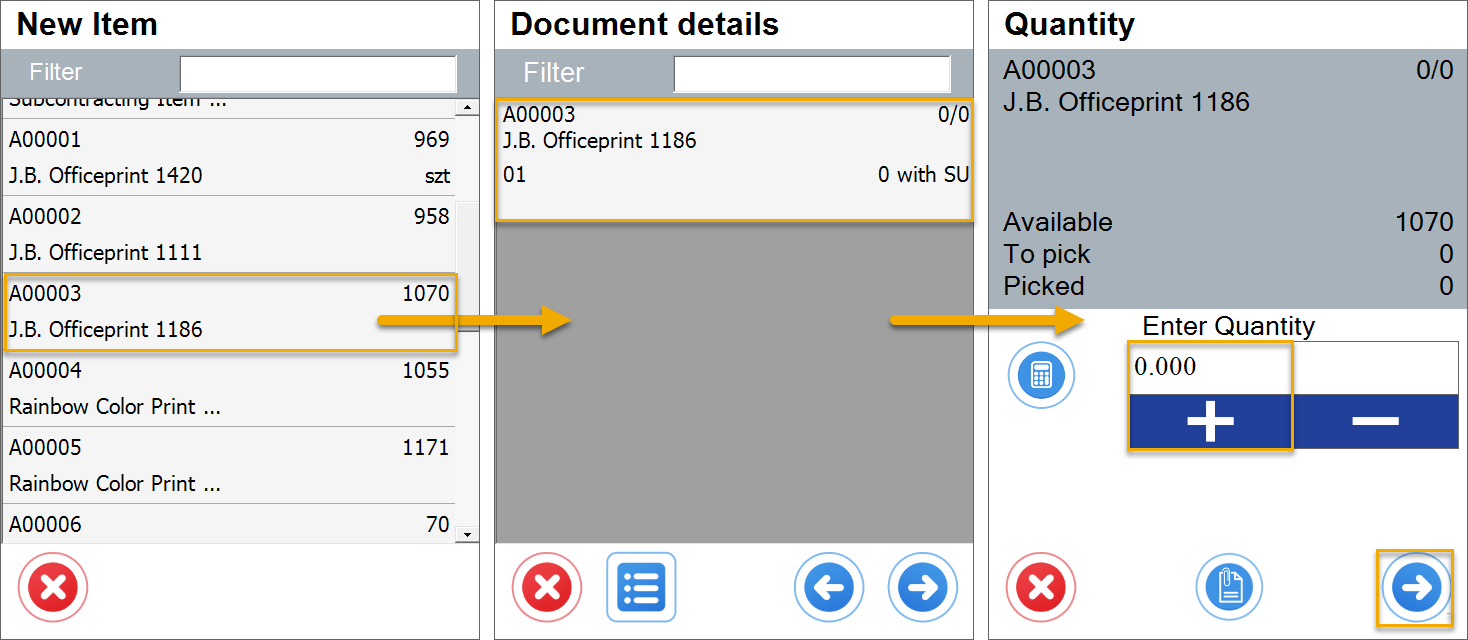 New Item
Filter
Subcontracting Item ...
A00001 969
J.B. Officeprint 1420 szt
A00002 958
J.B. Officeprint 1111
A00003 1070
J.B. Officeprint 1186
A00004 1055
Rainbow Color Print ...
A00005 1171
Rainbow Color Print ...
A00006 70
Document details
Filter
A00003 0/0
J.B. Officeprint 1186
01 0 with SU
Quantity
A00003 0/0
J.B. Officeprint 1186
Available 1070
To pick 0
Picked 0
Enter Quantity
0.000